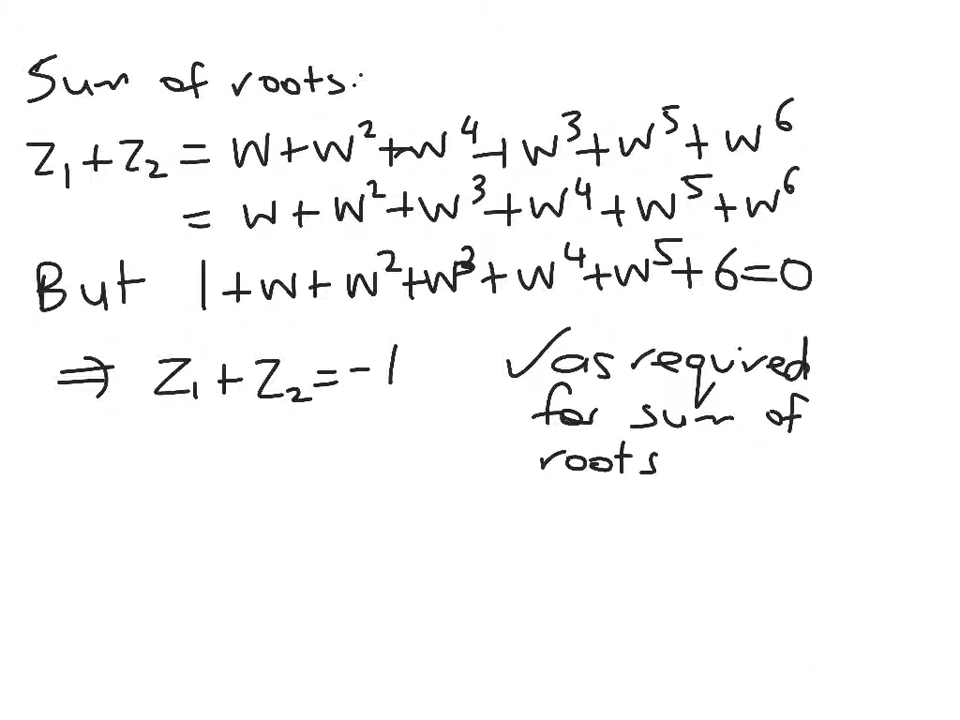 Sum of roots:
z₁+z₂ = w+w²+w⁴+w³+w⁵+w⁶
= w+w²+w³+w⁴+w⁵+w⁶
But 1+w+w²+w³+w⁴+w⁵+6=0
⇒ z₁+z₂=-1 ✓as required
for sum of
roots